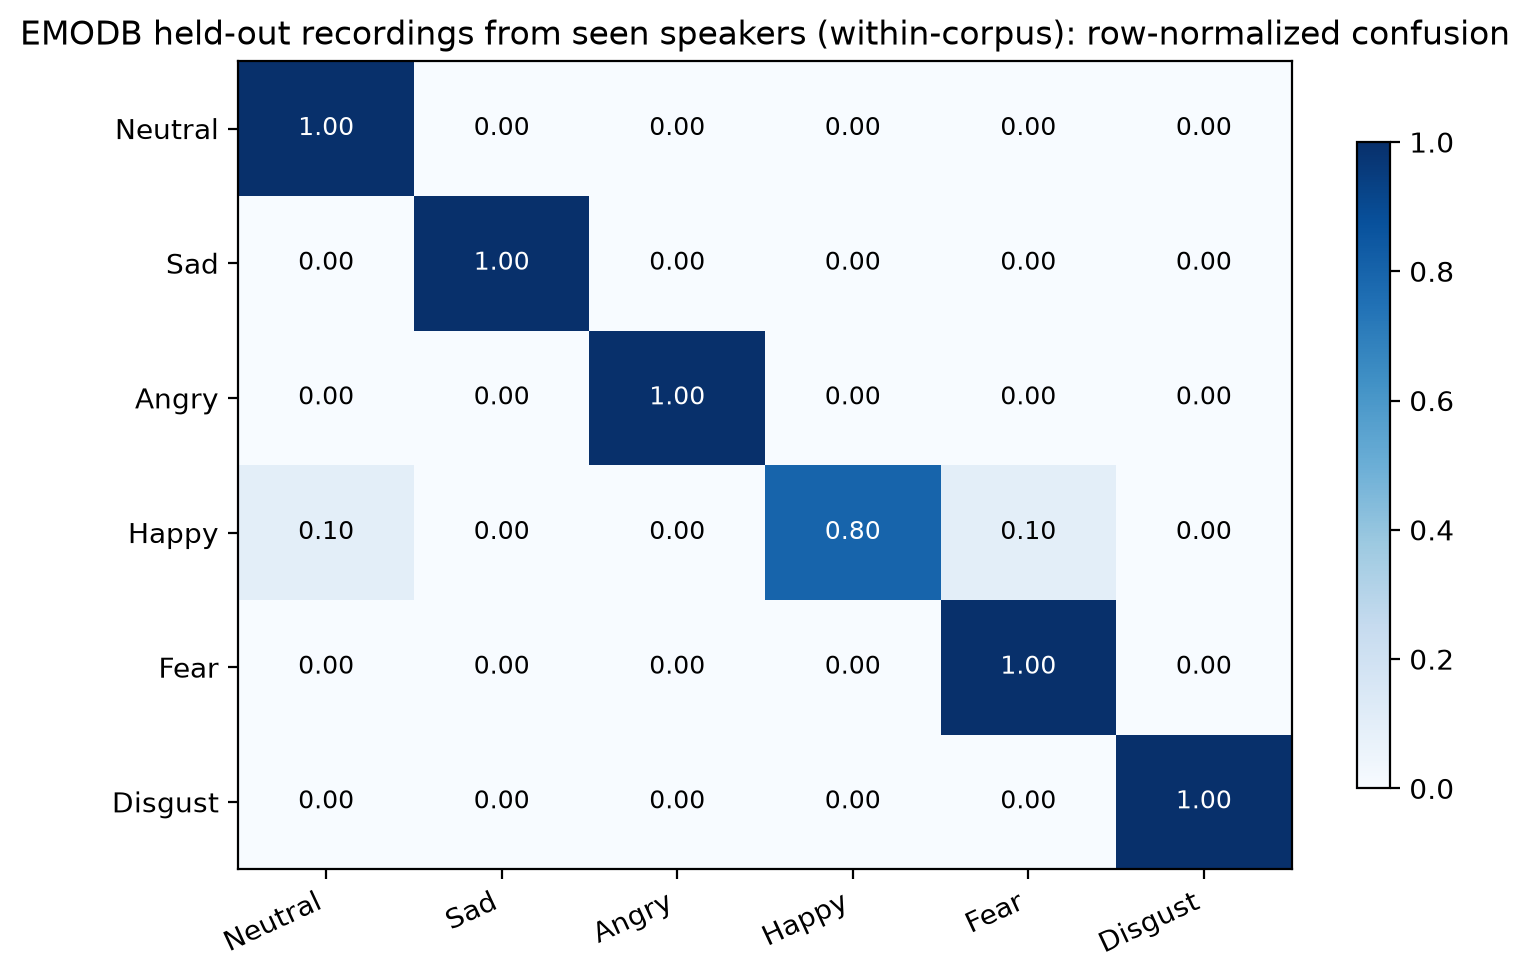 EMODB held-out recordings from seen speakers (within-corpus): row-normalized confusion
Neutral 1.00 0.00 0.00 0.00 0.00 0.00
Sad 0.00 1.00 0.00 0.00 0.00 0.00
Angry 0.00 0.00 1.00 0.00 0.00 0.00
Happy 0.10 0.00 0.00 0.80 0.10 0.00
Fear 0.00 0.00 0.00 0.00 1.00 0.00
Disgust 0.00 0.00 0.00 0.00 0.00 1.00
Neutral Sad Angry Happy Fear Disgust
1.0
0.8
0.6
0.4
0.2
0.0